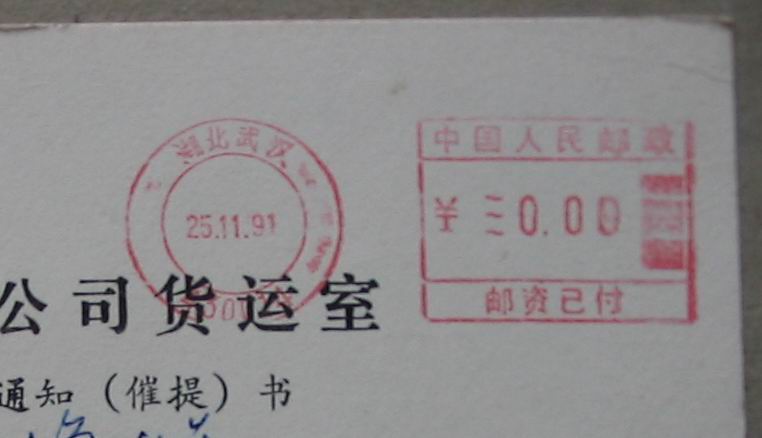 湖北武汉
25.11.91
中国人民邮政
¥ 0.00
邮资已付
公司货运室
通知（催提）书